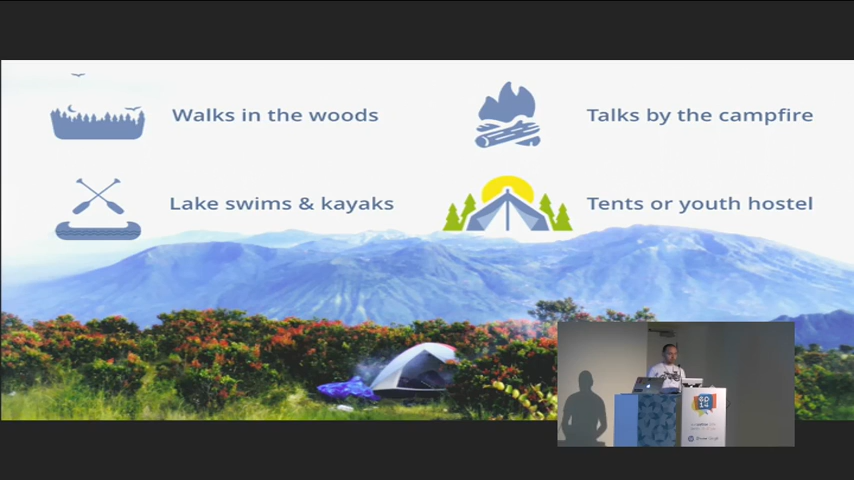 Walks in the woods
Talks by the campfire
Lake swims & kayaks
Tents or youth hostel